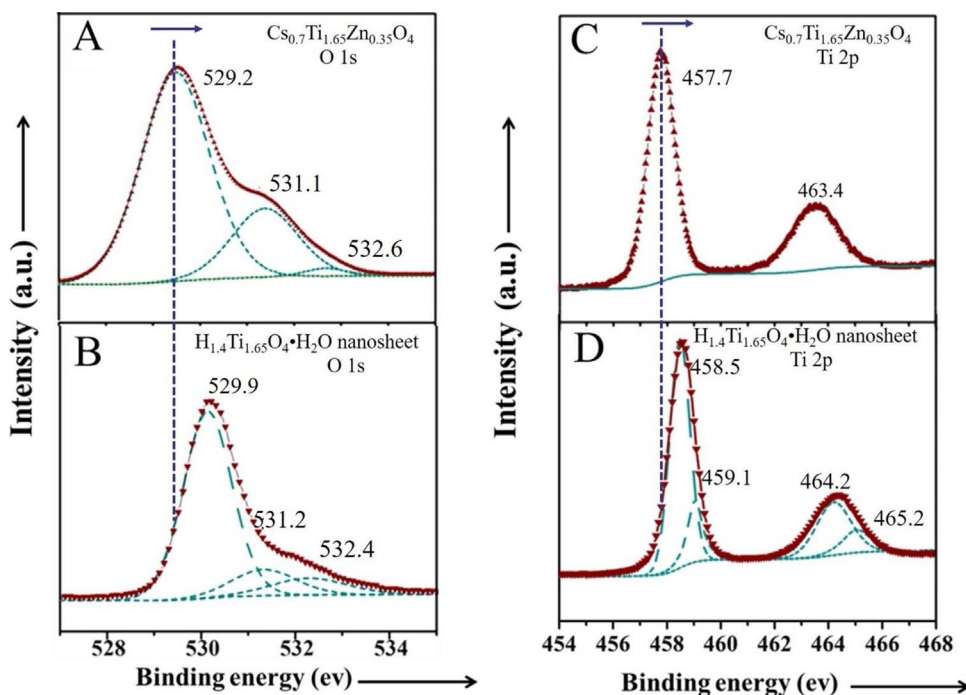 A
Cs0.7Ti1.65Zn0.35O4
O 1s
529.2
531.1
532.6
Intensity (a.u.)
B
H1.4Ti1.65O4•H2O nanosheet
O 1s
529.9
531.2
532.4
Intensity (a.u.)
528 530 532 534
Binding energy (ev)
C
Cs0.7Ti1.65Zn0.35O4
Ti 2p
457.7
463.4
Intensity (a.u.)
D
H1.4Ti1.65O4•H2O nanosheet
Ti 2p
458.5
459.1
464.2
465.2
Intensity (a.u.)
454 456 458 460 462 464 466 468
Binding energy (ev)